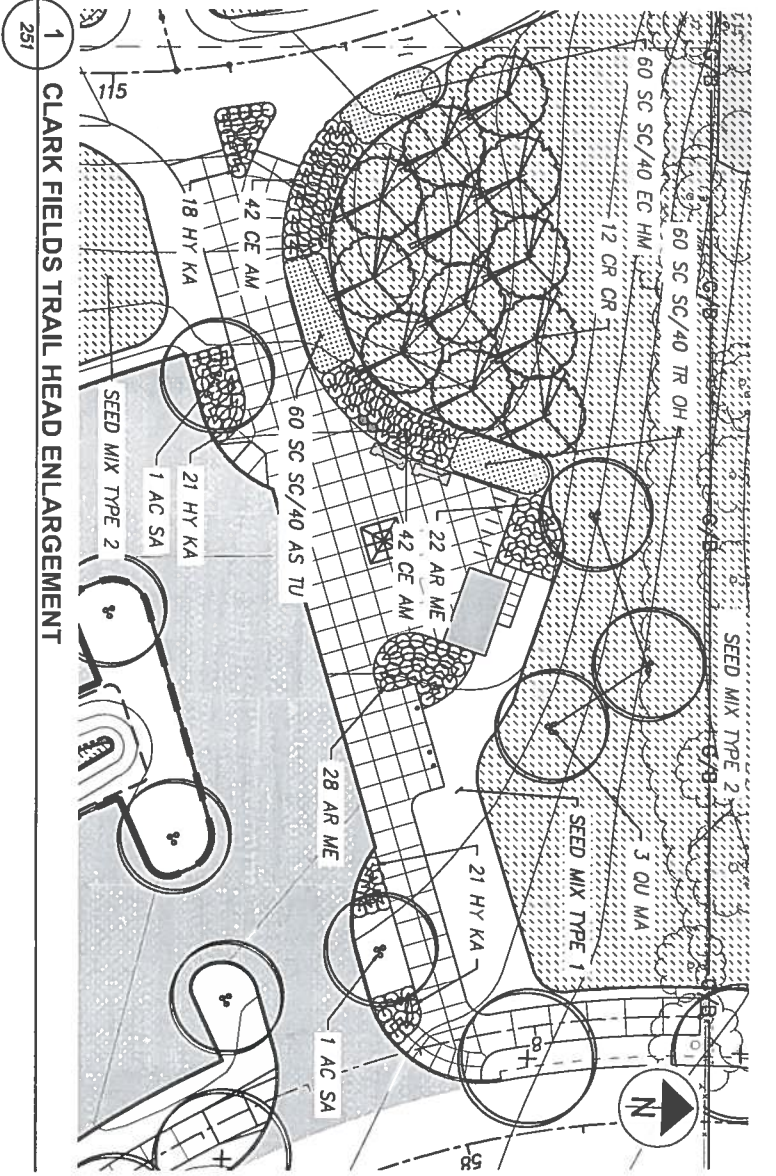 60 SC SC/40 EC HM
60 SC SC/40 TR OH
12 CR CR
SEED MIX TYPE 2
3 QU MA
SEED MIX TYPE 1
G/B
G/B
G/B
G/B
G/B
115
42 CE AM
18 HY KA
60 SC SC/40 AS TU
22 AR ME
42 CE AM
21 HY KA
1 AC SA
SEED MIX TYPE 2
28 AR ME
21 HY KA
1 AC SA
8
58
N
1
251
CLARK FIELDS TRAIL HEAD ENLARGEMENT